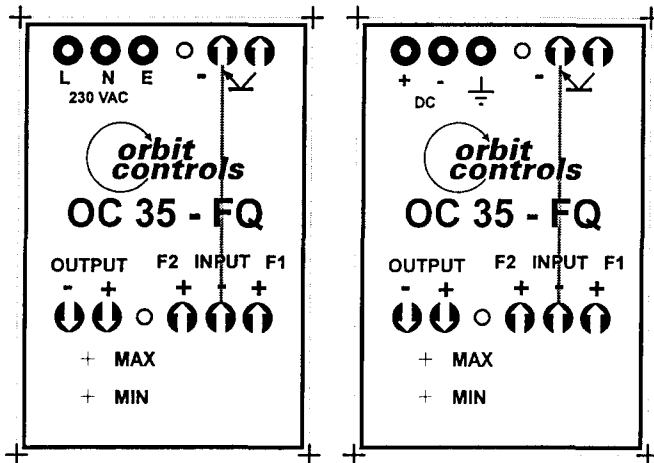 L N E -
230 VAC
orbit
controls
OC 35 - FQ
OUTPUT F2 INPUT F1
- + + - +
MAX
MIN
+ - -
DC
orbit
controls
OC 35 - FQ
OUTPUT F2 INPUT F1
- + + - +
MAX
MIN